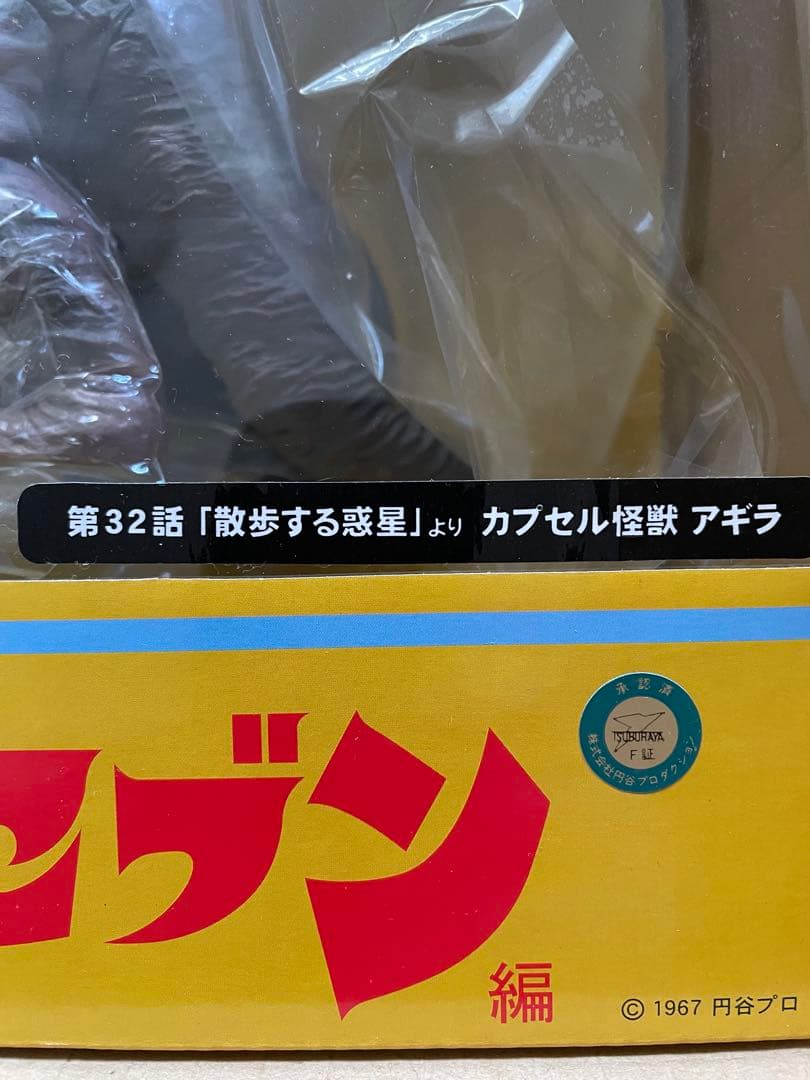 第32話「散歩する惑星」より カプセル怪獣 アギラ
承認済
TSUBURAYA
F証
株式会社円谷プロダクション
セブン
編
© 1967 円谷プロ